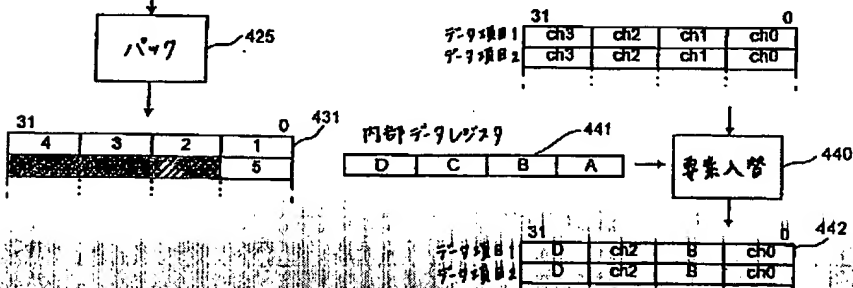 パック
425
31 0
4 3 2 1
5
431
31 0
データ項目1 ch3 ch2 ch1 ch0
データ項目2 ch3 ch2 ch1 ch0
内部データレジスタ
441
D C B A
要素入替
440
31 0
442
データ項目1 D ch2 B ch0
データ項目2 D ch2 B ch0